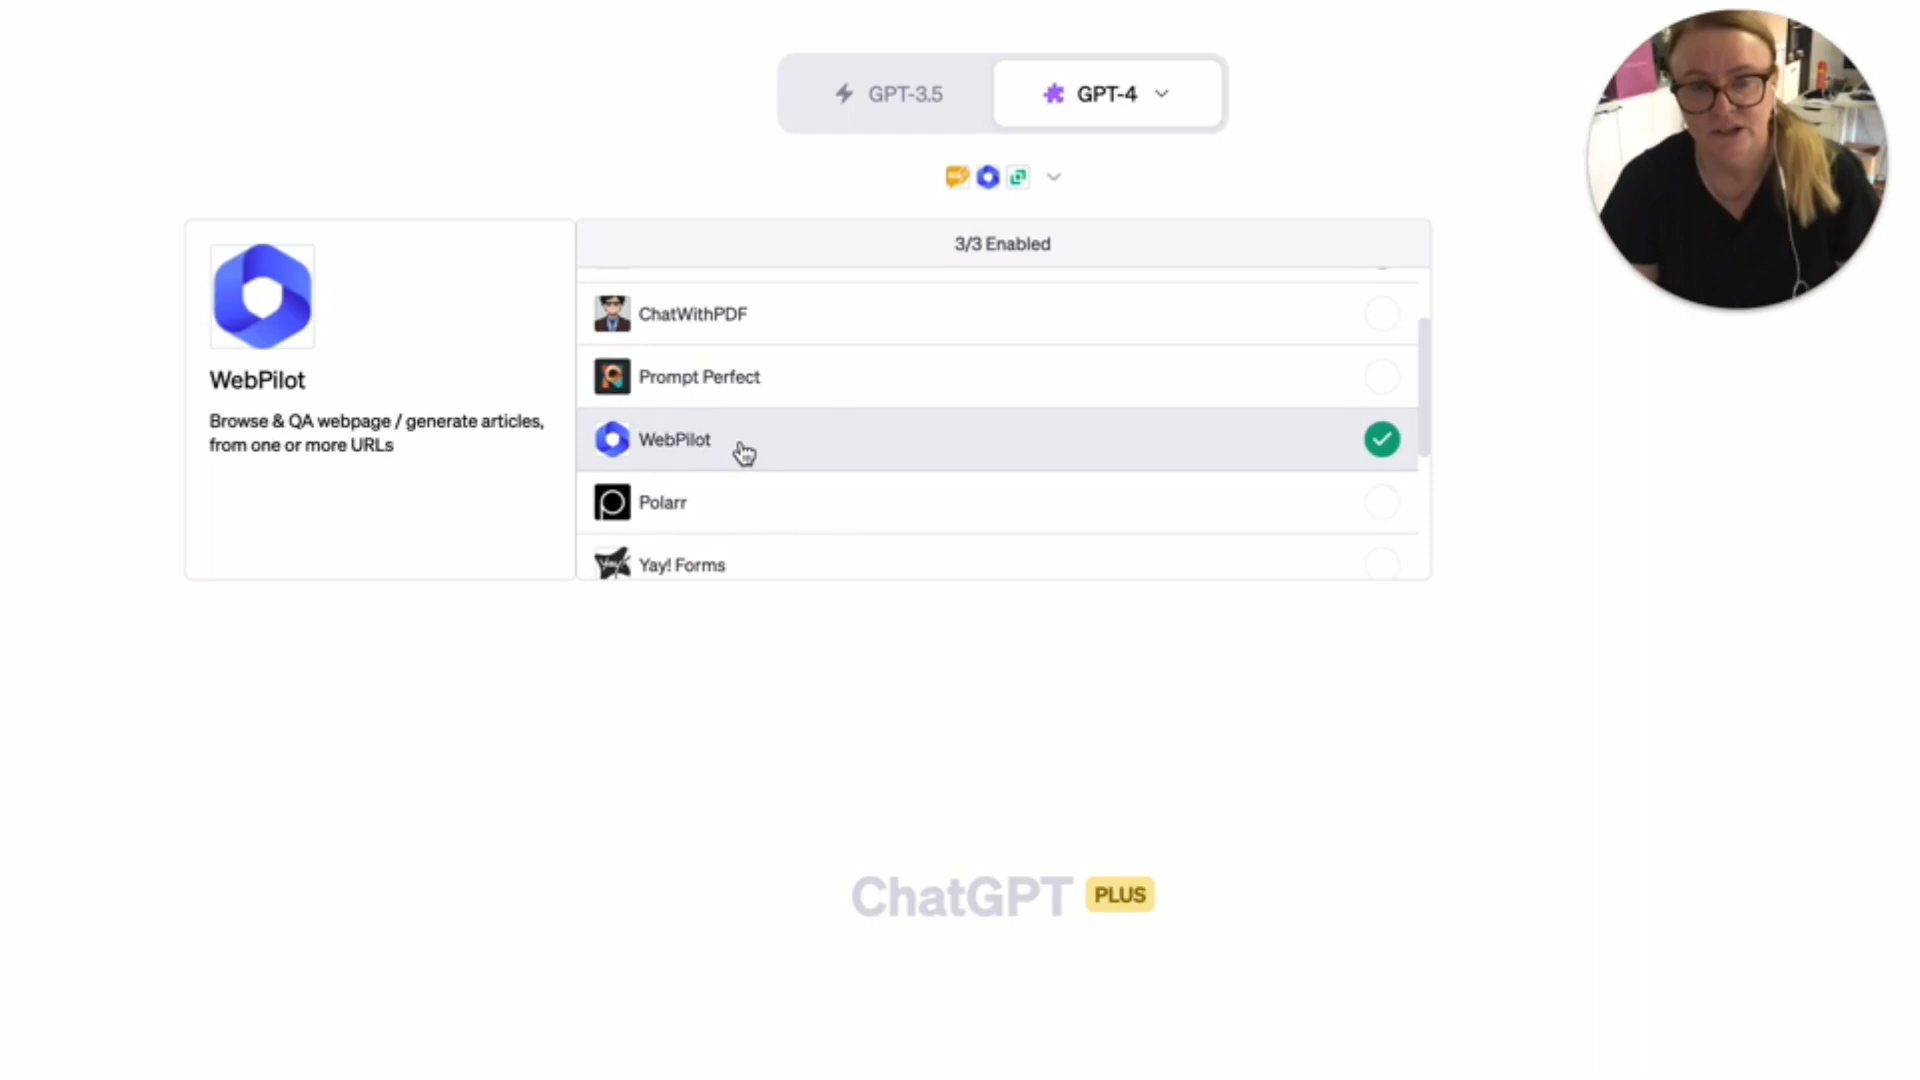 GPT-3.5
GPT-4
WebPilot
Browse & QA webpage / generate articles,
from one or more URLs
3/3 Enabled
ChatWithPDF
Prompt Perfect
WebPilot
Polarr
Yay! Forms
ChatGPT PLUS